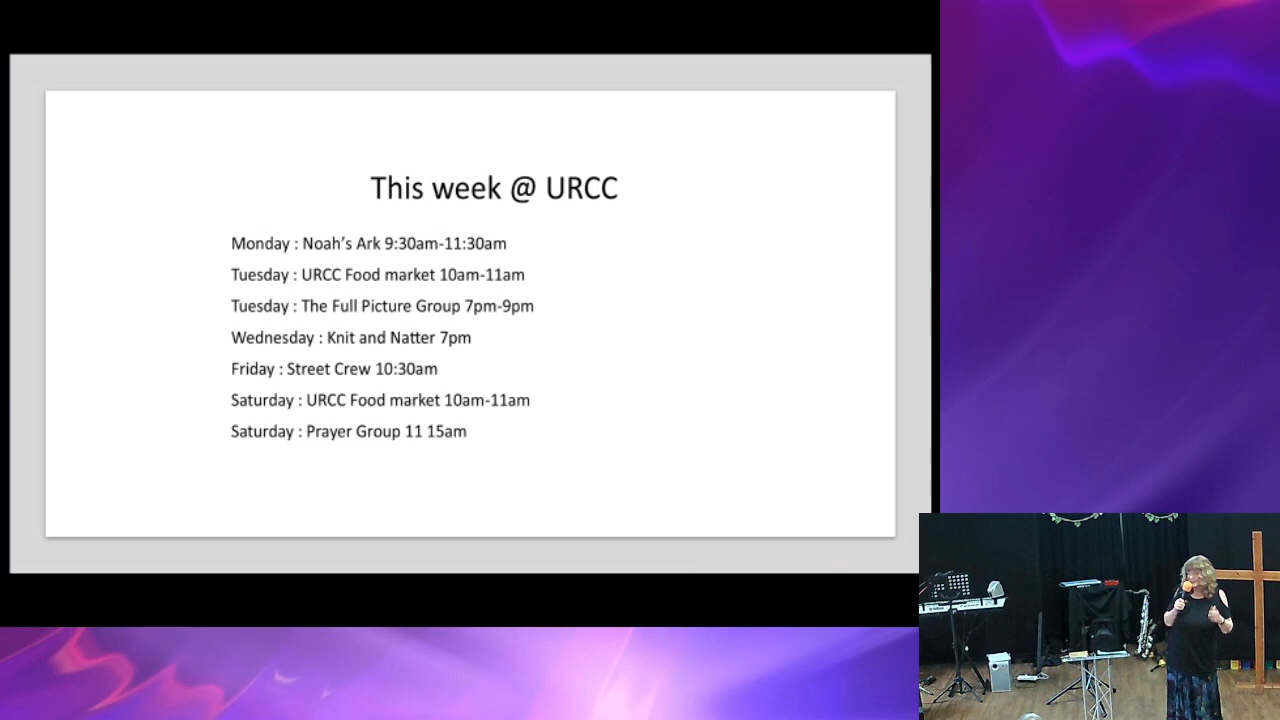 This week @ URCC
Monday : Noah’s Ark 9:30am-11:30am
Tuesday : URCC Food market 10am-11am
Tuesday : The Full Picture Group 7pm-9pm
Wednesday : Knit and Natter 7pm
Friday : Street Crew 10:30am
Saturday : URCC Food market 10am-11am
Saturday : Prayer Group 11 15am